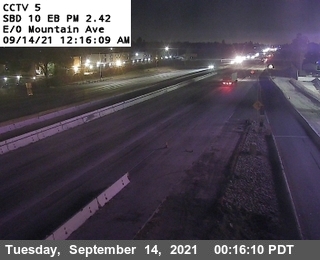 CCTV 5
SBD 10 EB PM 2.42
E/O Mountain Ave
09/14/21 12:16:09 AM
Tuesday, September 14, 2021 00:16:10 PDT